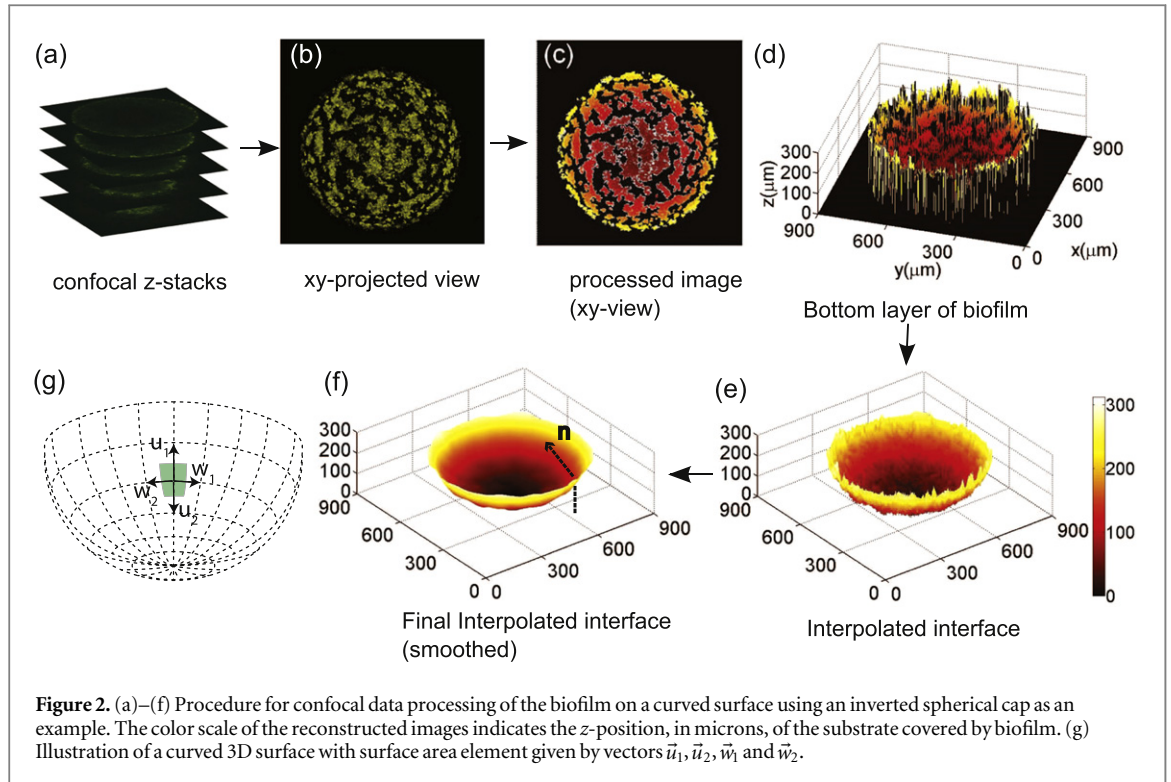 (a)
(b)
(c)
(d)
confocal z-stacks
xy-projected view
processed image
(xy-view)
z(μm)
300
200
100
0
900
600
300
0
y(μm)
0
300
600
900
x(μm)
Bottom layer of biofilm
(g)
u1
w1
w2
u2
(f)
n
300
200
100
0
900
600
300
0
0
300
600
900
Final Interpolated interface
(smoothed)
(e)
300
200
100
0
900
600
300
0
0
300
600
900
300
200
100
0
Interpolated interface
Figure 2. (a)–(f) Procedure for confocal data processing of the biofilm on a curved surface using an inverted spherical cap as an
example. The color scale of the reconstructed images indicates the z-position, in microns, of the substrate covered by biofilm. (g)
Illustration of a curved 3D surface with surface area element given by vectors u⃗1, u⃗2, w⃗1 and w⃗2.